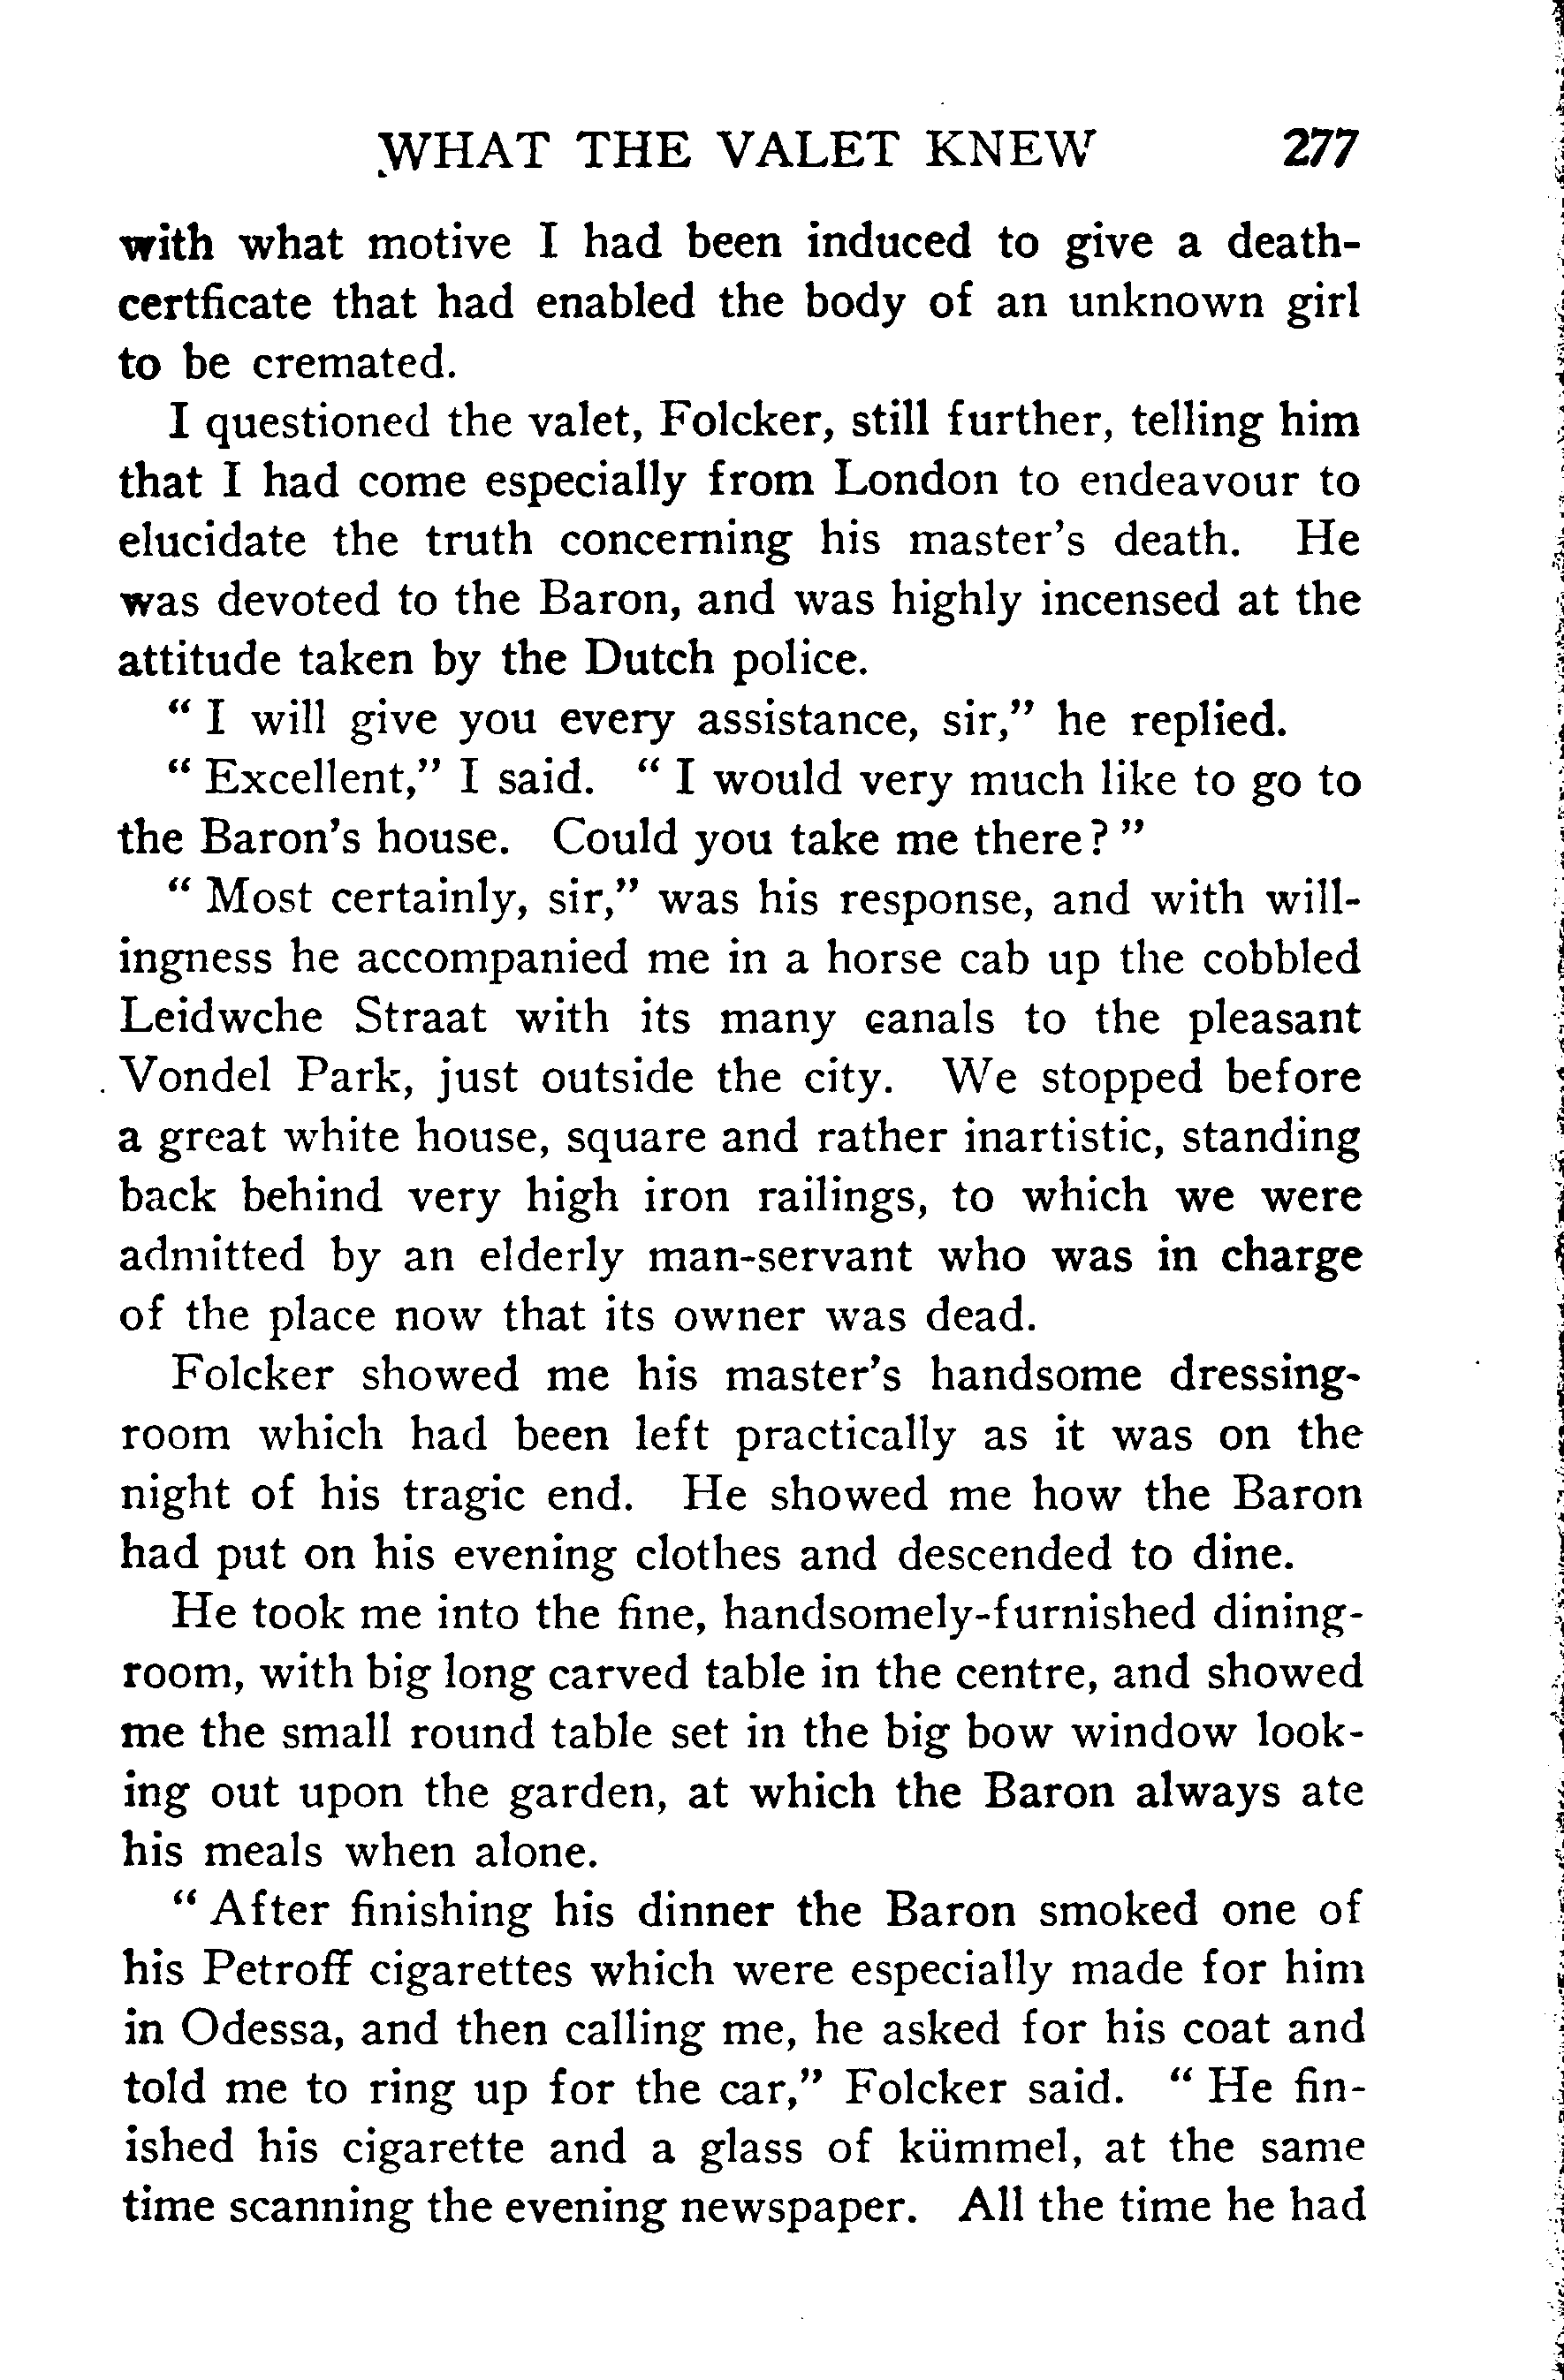 WHAT THE VALET KNEW 277
with what motive I had been induced to give a death-
certficate that had enabled the body of an unknown girl
to be cremated.
I questioned the valet, Folcker, still further, telling him
that I had come especially from London to endeavour to
elucidate the truth concerning his master's death. He
was devoted to the Baron, and was highly incensed at the
attitude taken by the Dutch police.
" I will give you every assistance, sir," he replied.
" Excellent," I said. " I would very much like to go to
the Baron's house. Could you take me there? "
" Most certainly, sir," was his response, and with will-
ingness he accompanied me in a horse cab up the cobbled
Leidwche Straat with its many canals to the pleasant
Vondel Park, just outside the city. We stopped before
a great white house, square and rather inartistic, standing
back behind very high iron railings, to which we were
admitted by an elderly man-servant who was in charge
of the place now that its owner was dead.
Folcker showed me his master's handsome dressing-
room which had been left practically as it was on the
night of his tragic end. He showed me how the Baron
had put on his evening clothes and descended to dine.
He took me into the fine, handsomely-furnished dining-
room, with big long carved table in the centre, and showed
me the small round table set in the big bow window look-
ing out upon the garden, at which the Baron always ate
his meals when alone.
" After finishing his dinner the Baron smoked one of
his Petroff cigarettes which were especially made for him
in Odessa, and then calling me, he asked for his coat and
told me to ring up for the car," Folcker said. " He fin-
ished his cigarette and a glass of kümmel, at the same
time scanning the evening newspaper. All the time he had